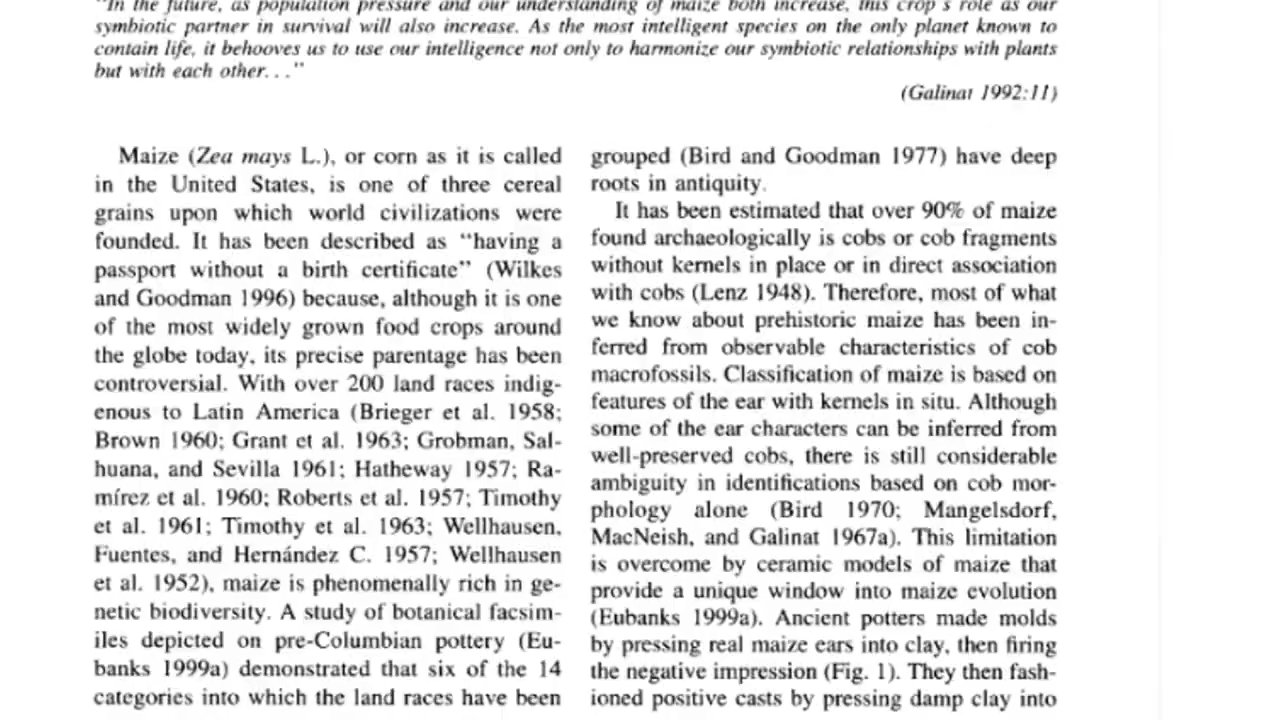 "In the future, as population pressure and our understanding of maize both increase, this crop's role as our
symbiotic partner in survival will also increase. As the most intelligent species on the only planet known to
contain life, it behooves us to use our intelligence not only to harmonize our symbiotic relationships with plants
but with each other. . ."
(Galinat 1992:11)
Maize (Zea mays L.), or corn as it is called
in the United States, is one of three cereal
grains upon which world civilizations were
founded. It has been described as "having a
passport without a birth certificate" (Wilkes
and Goodman 1996) because, although it is one
of the most widely grown food crops around
the globe today, its precise parentage has been
controversial. With over 200 land races indig-
enous to Latin America (Brieger et al. 1958;
Brown 1960; Grant et al. 1963; Grobman, Sal-
huana, and Sevilla 1961; Hatheway 1957; Ra-
mírez et al. 1960; Roberts et al. 1957; Timothy
et al. 1961; Timothy et al. 1963; Wellhausen,
Fuentes, and Hernández C. 1957; Wellhausen
et al. 1952), maize is phenomenally rich in ge-
netic biodiversity. A study of botanical facsim-
iles depicted on pre-Columbian pottery (Eu-
banks 1999a) demonstrated that six of the 14
categories into which the land races have been
grouped (Bird and Goodman 1977) have deep
roots in antiquity.
It has been estimated that over 90% of maize
found archaeologically is cobs or cob fragments
without kernels in place or in direct association
with cobs (Lenz 1948). Therefore, most of what
we know about prehistoric maize has been in-
ferred from observable characteristics of cob
macrofossils. Classification of maize is based on
features of the ear with kernels in situ. Although
some of the ear characters can be inferred from
well-preserved cobs, there is still considerable
ambiguity in identifications based on cob mor-
phology alone (Bird 1970; Mangelsdorf,
MacNeish, and Galinat 1967a). This limitation
is overcome by ceramic models of maize that
provide a unique window into maize evolution
(Eubanks 1999a). Ancient potters made molds
by pressing real maize ears into clay, then firing
the negative impression (Fig. 1). They then fash-
ioned positive casts by pressing damp clay into